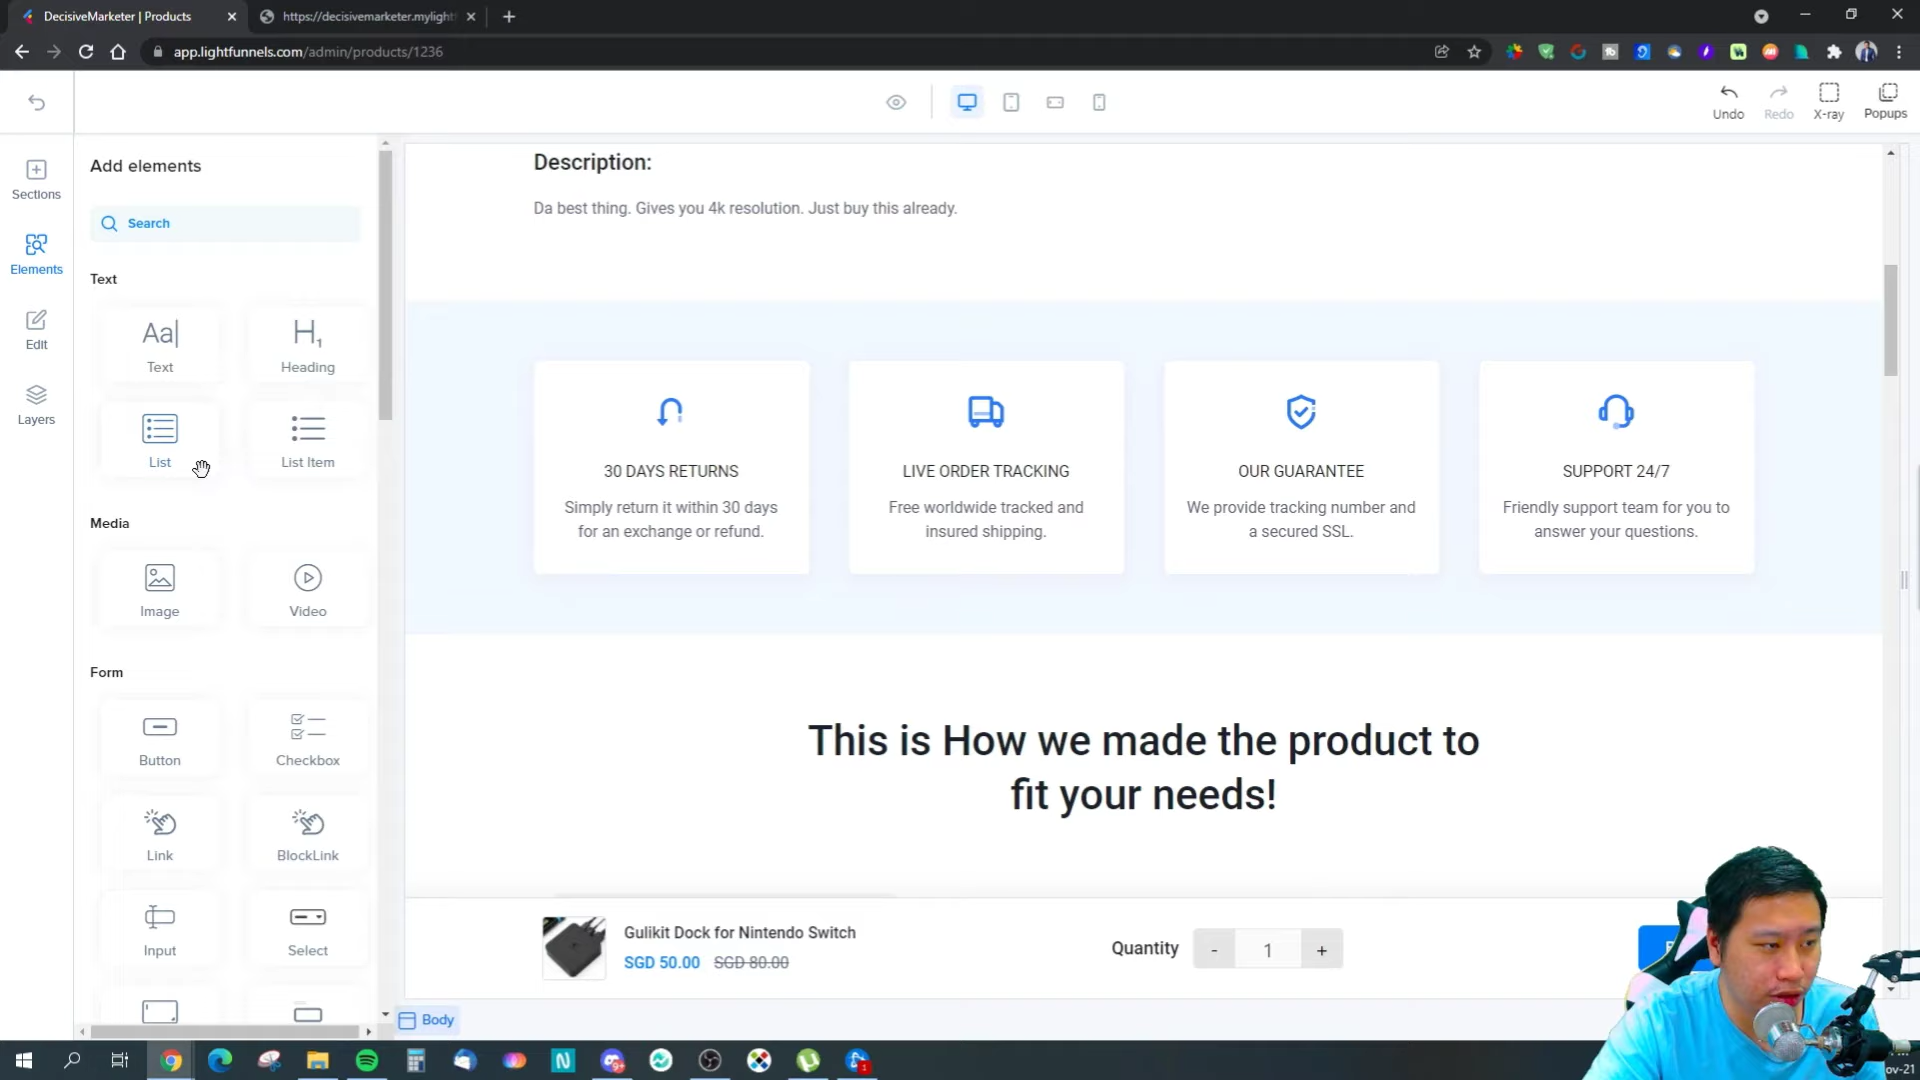 DecisiveMarketer | Products
https://decisivemarketer.mylight
app.lightfunnels.com/admin/products/1236
Undo
Redo
X-ray
Popups
Sections
Elements
Edit
Layers
Add elements
Search
Text
Aa|
Text
H1
Heading
List
List Item
Media
Image
Video
Form
Button
Checkbox
Link
BlockLink
Input
Select
Description:
Da best thing. Gives you 4k resolution. Just buy this already.
30 DAYS RETURNS
Simply return it within 30 days
for an exchange or refund.
LIVE ORDER TRACKING
Free worldwide tracked and
insured shipping.
OUR GUARANTEE
We provide tracking number and
a secured SSL.
SUPPORT 24/7
Friendly support team for you to
answer your questions.
This is How we made the product to
fit your needs!
Gulikit Dock for Nintendo Switch
SGD 50.00 SGD 80.00
Quantity
- 1 +
Body
ov-21